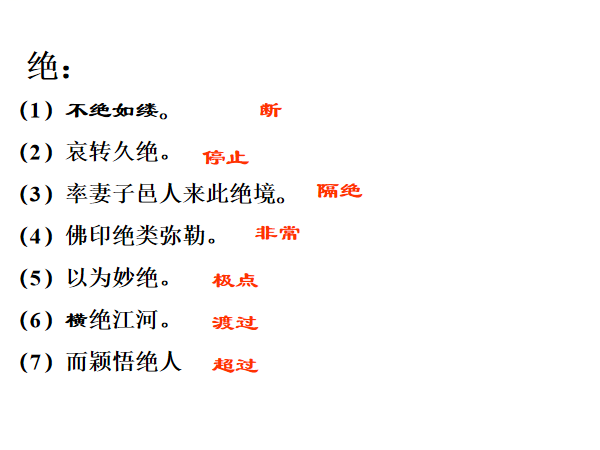 绝：
（1）不绝如缕。 断
（2）哀转久绝。 停止
（3）率妻子邑人来此绝境。 隔绝
（4）佛印绝类弥勒。 非常
（5）以为妙绝。 极点
（6）横绝江河。 渡过
（7）而颖悟绝人 超过